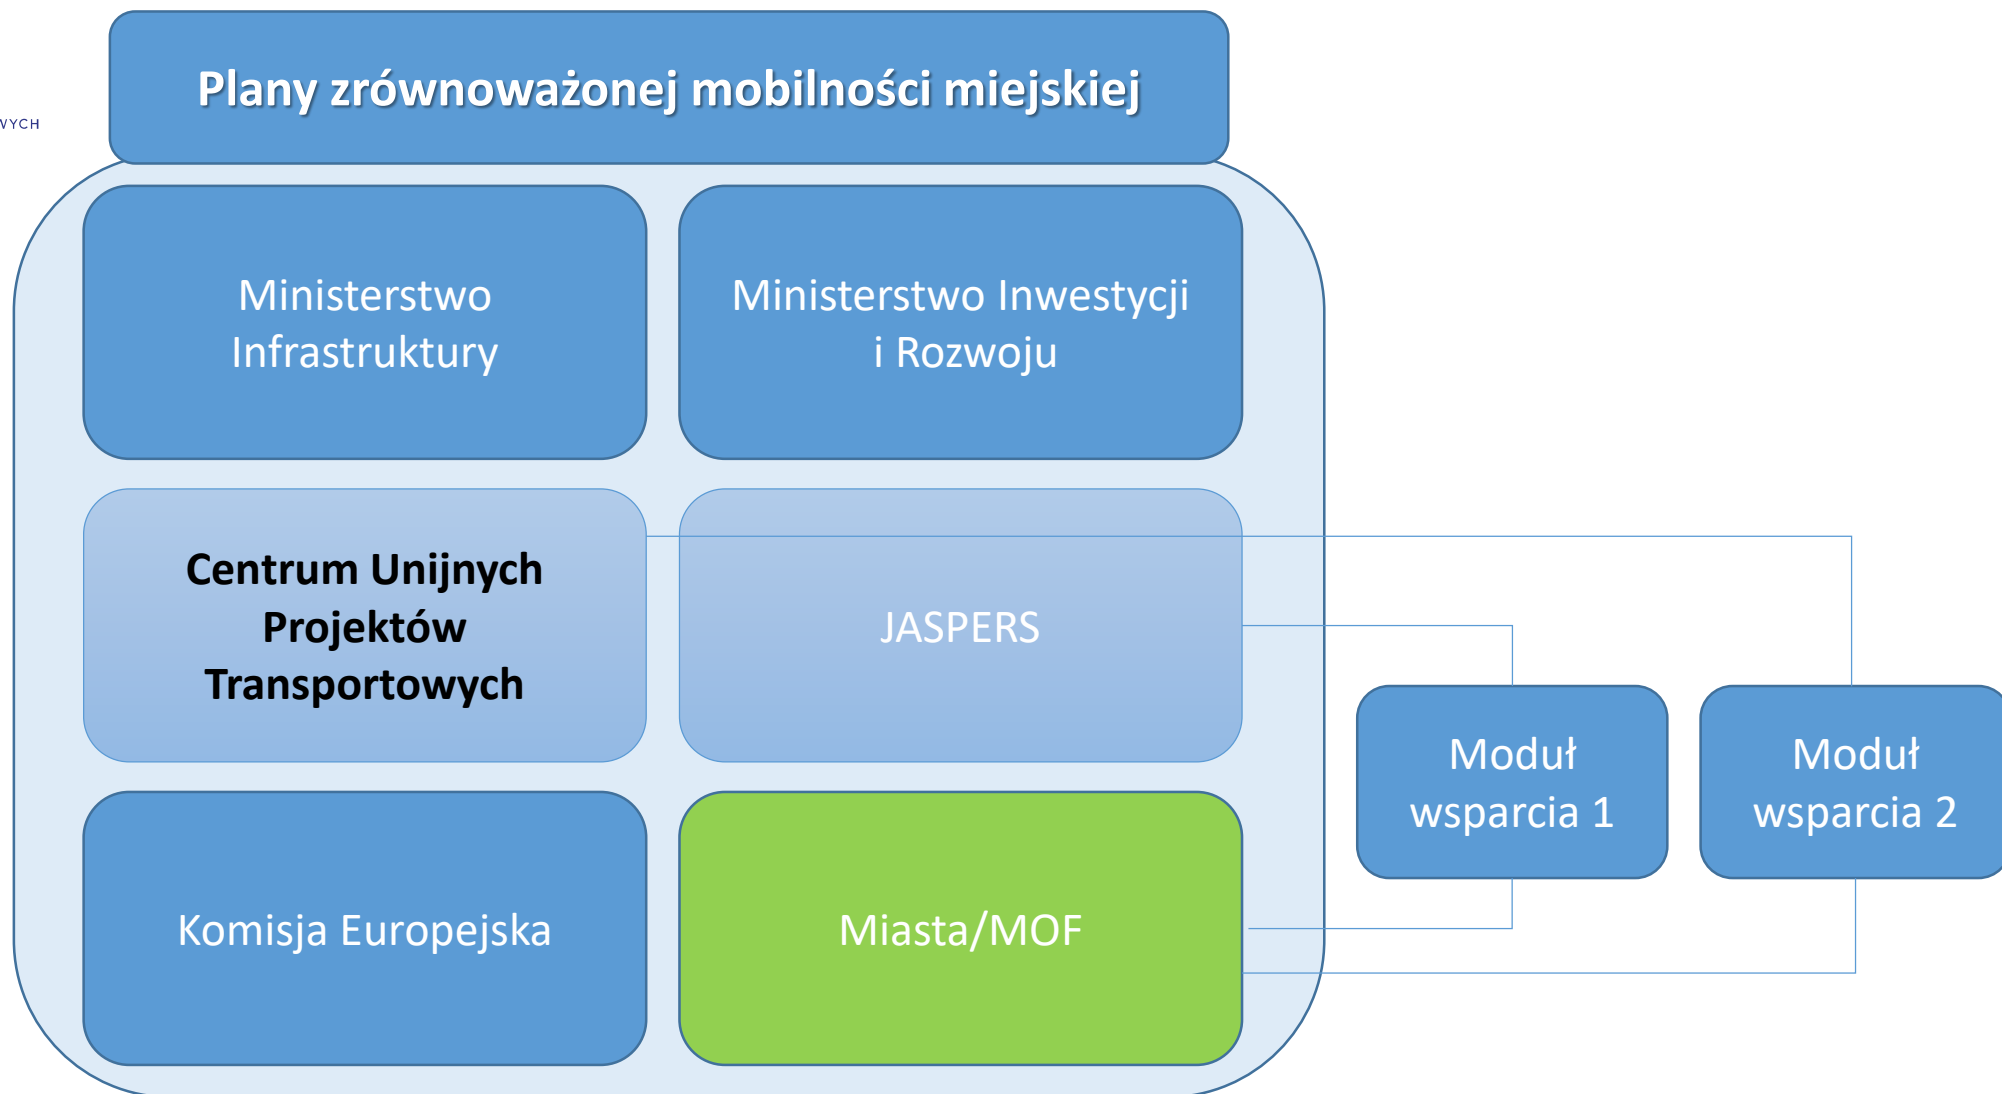 Plany zrównoważonej mobilności miejskiej
Ministerstwo
Infrastruktury
Ministerstwo Inwestycji
i Rozwoju
Centrum Unijnych
Projektów
Transportowych
JASPERS
Moduł
wsparcia 1
Moduł
wsparcia 2
Komisja Europejska
Miasta/MOF